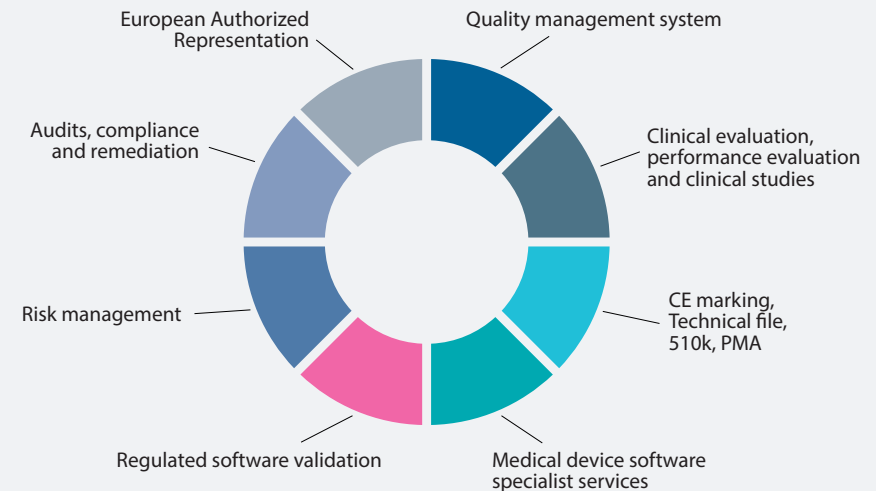 European Authorized
Representation
Quality management system
Audits, compliance
and remediation
Clinical evaluation,
performance evaluation
and clinical studies
Risk management
CE marking,
Technical file,
510k, PMA
Regulated software validation
Medical device software
specialist services